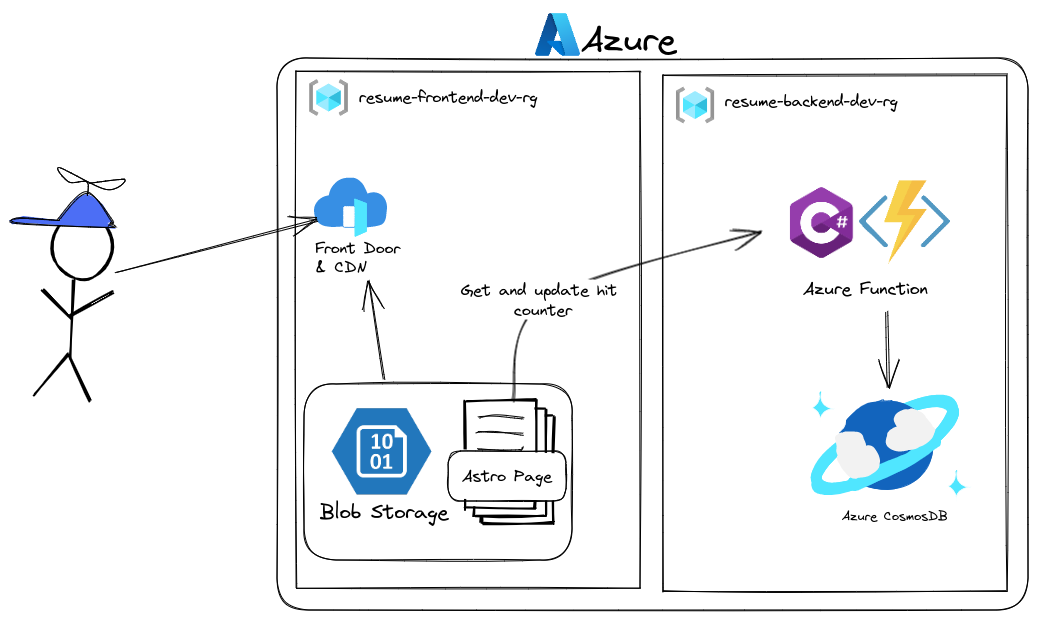 Azure
resume-frontend-dev-rg
resume-backend-dev-rg
C#
Front Door
& CDN
Get and update hit
counter
Azure Function
10
01
Astro Page
Blob Storage
Azure CosmosDB